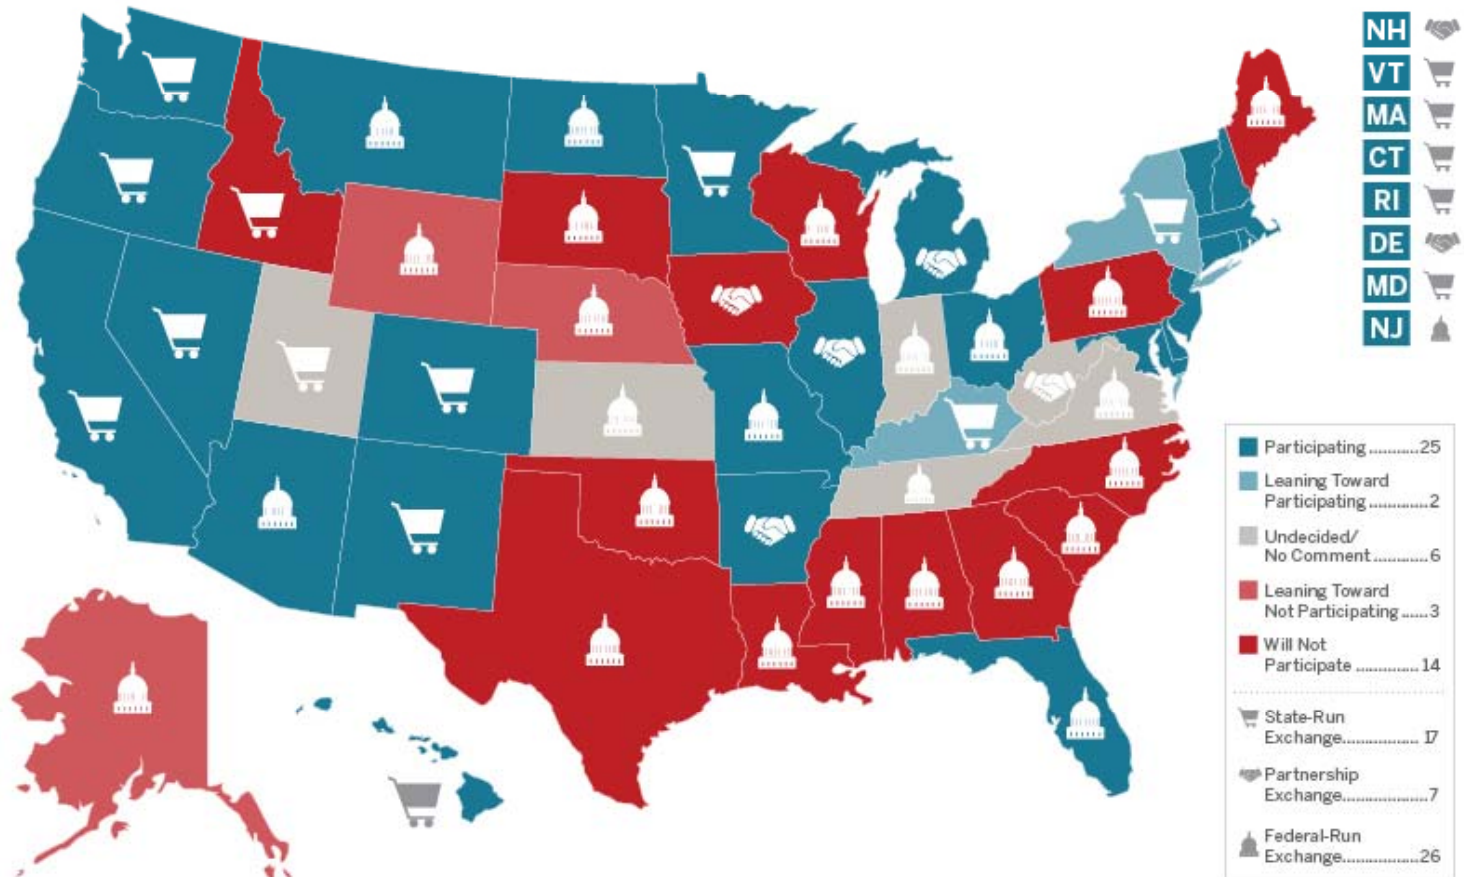 NH
VT
MA
CT
RI
DE
MD
NJ
Participating............25
Leaning Toward
Participating..............2
Undecided/
No Comment.............6
Leaning Toward
Not Participating......3
Will Not
Participate................14
State-Run
Exchange...................17
Partnership
Exchange.....................7
Federal-Run
Exchange...................26